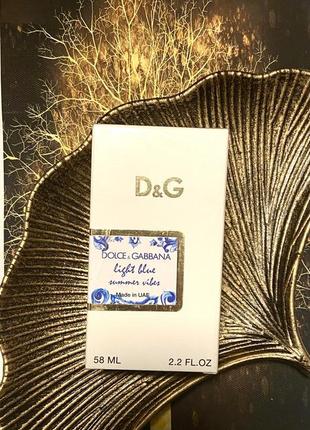 D&G
DOLCE & GABBANA
light blue
summer vibes
Made in UAE
58 ML 2.2 FL.OZ